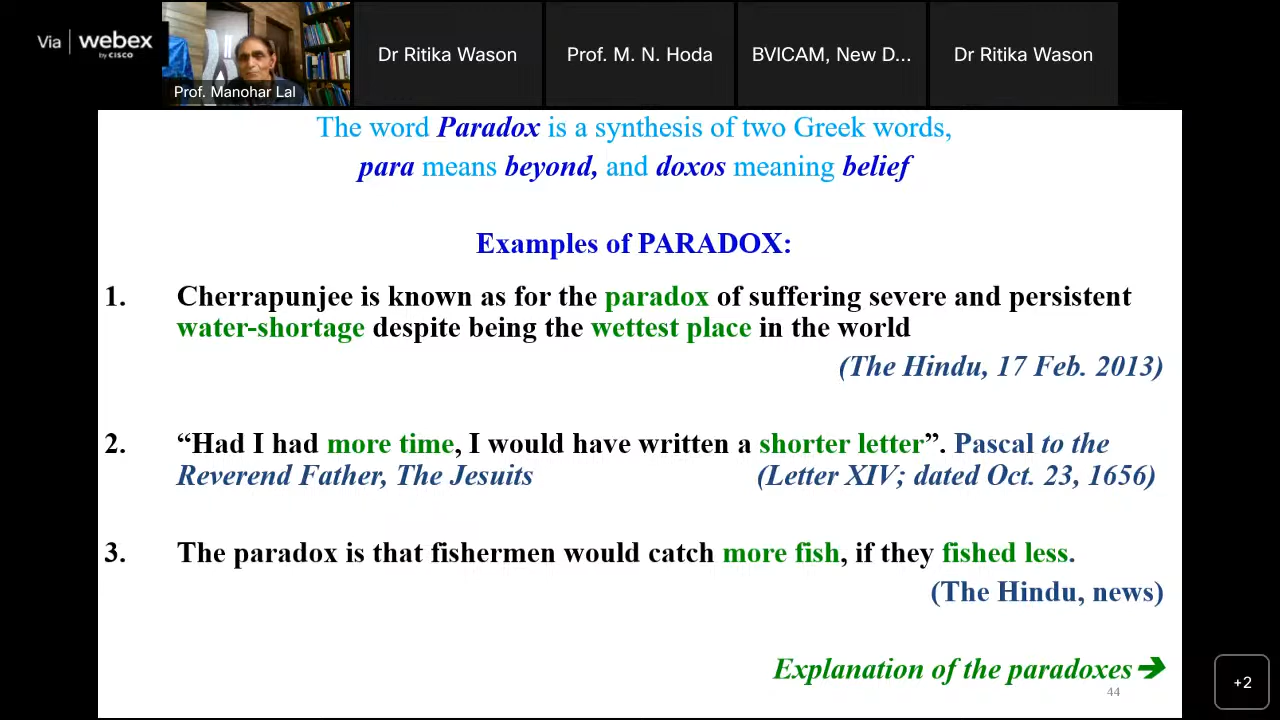 Via | webex
by CISCO
Prof. Manohar Lal
Dr Ritika Wason
Prof. M. N. Hoda
BVICAM, New D...
Dr Ritika Wason
The word Paradox is a synthesis of two Greek words,
para means beyond, and doxos meaning belief
Examples of PARADOX:
1. Cherrapunjee is known as for the paradox of suffering severe and persistent
water-shortage despite being the wettest place in the world
(The Hindu, 17 Feb. 2013)
2. “Had I had more time, I would have written a shorter letter”. Pascal to the
Reverend Father, The Jesuits (Letter XIV; dated Oct. 23, 1656)
3. The paradox is that fishermen would catch more fish, if they fished less.
(The Hindu, news)
Explanation of the paradoxes➔
44
+2